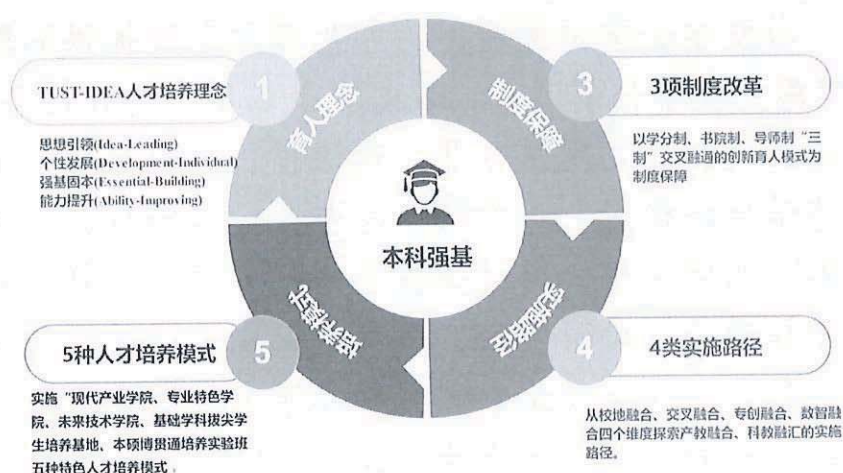 1
TUST-IDEA人才培养理念
思想引领(Idea-Leading)
个性发展(Development-Individual)
强基固本(Essential-Building)
能力提升(Ability-Improving)
育人理念
制度保障
3
3项制度改革
以学分制、书院制、导师制“三
制”交叉融通的创新育人模式为
制度保障
本科强基
培养模式
实施路径
5种人才培养模式
5
实施“现代产业学院、专业特色学
院、未来技术学院、基础学科拔尖学
生培养基地、本硕博贯通培养实验班
五种特色人才培养模式
4
4类实施路径
从校地融合、交叉融合、专创融合、数智融
合四个维度探索产教融合、科教融汇的实施
路径。